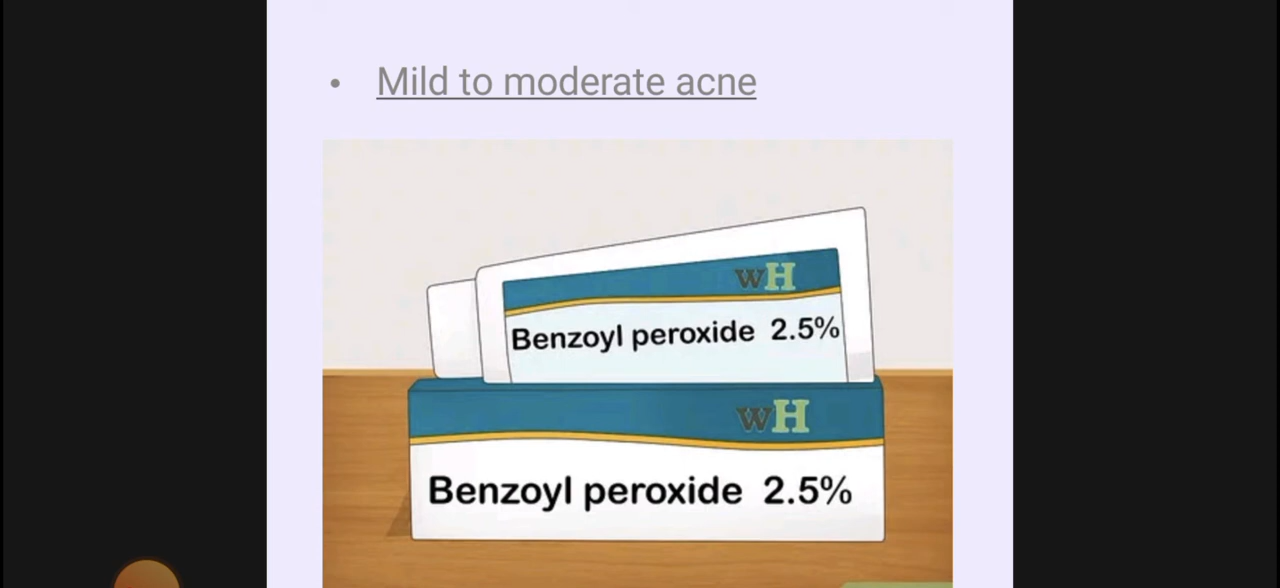 • Mild to moderate acne
wH
Benzoyl peroxide 2.5%
wH
Benzoyl peroxide 2.5%